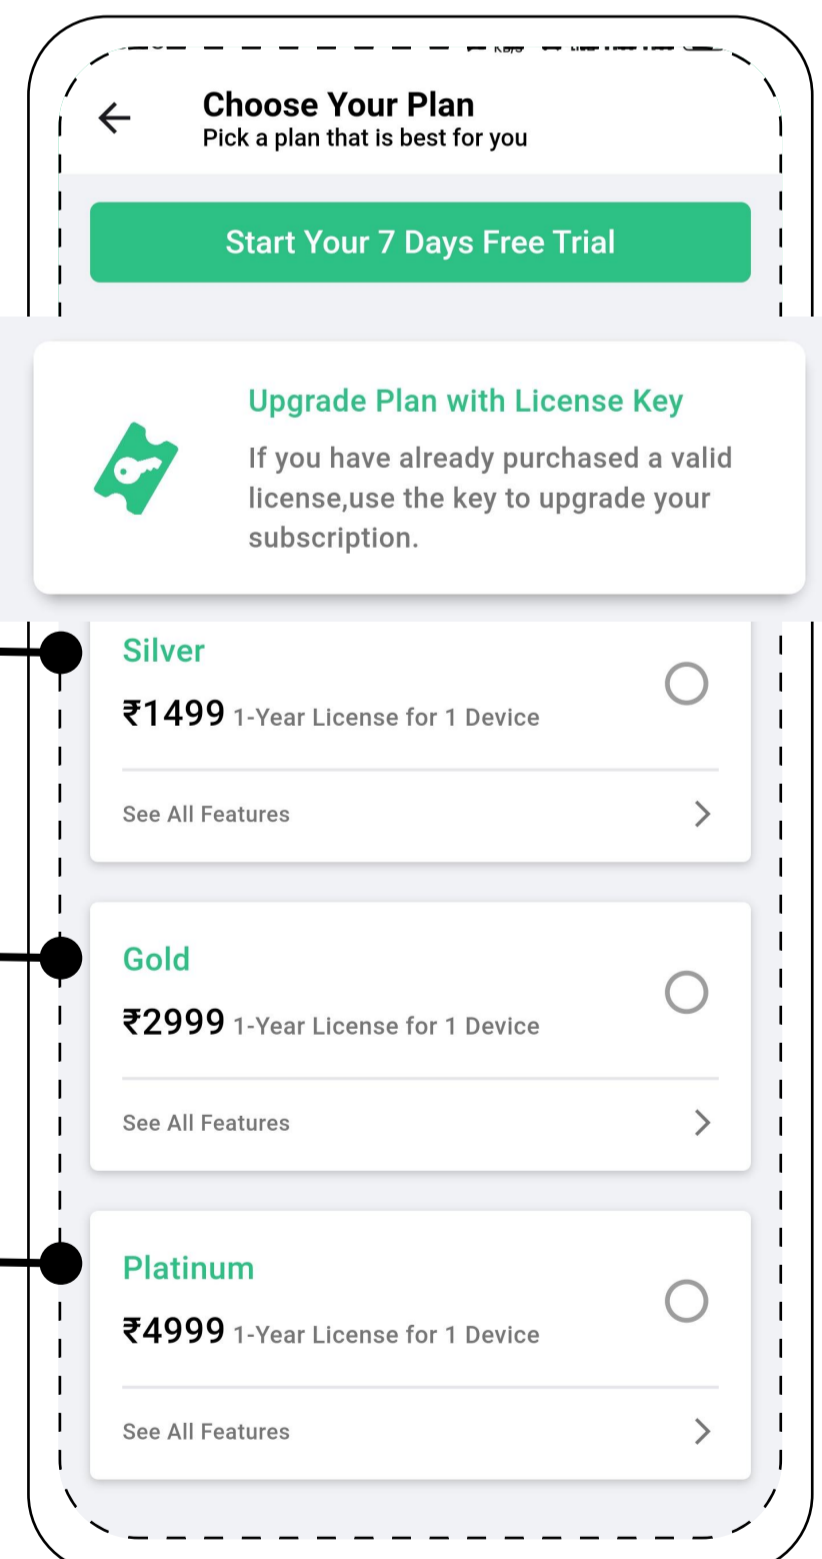 Choose Your Plan
Pick a plan that is best for you
Start Your 7 Days Free Trial
Upgrade Plan with License Key
If you have already purchased a valid
license,use the key to upgrade your
subscription.
Silver
₹1499 1-Year License for 1 Device
See All Features
Gold
₹2999 1-Year License for 1 Device
See All Features
Platinum
₹4999 1-Year License for 1 Device
See All Features